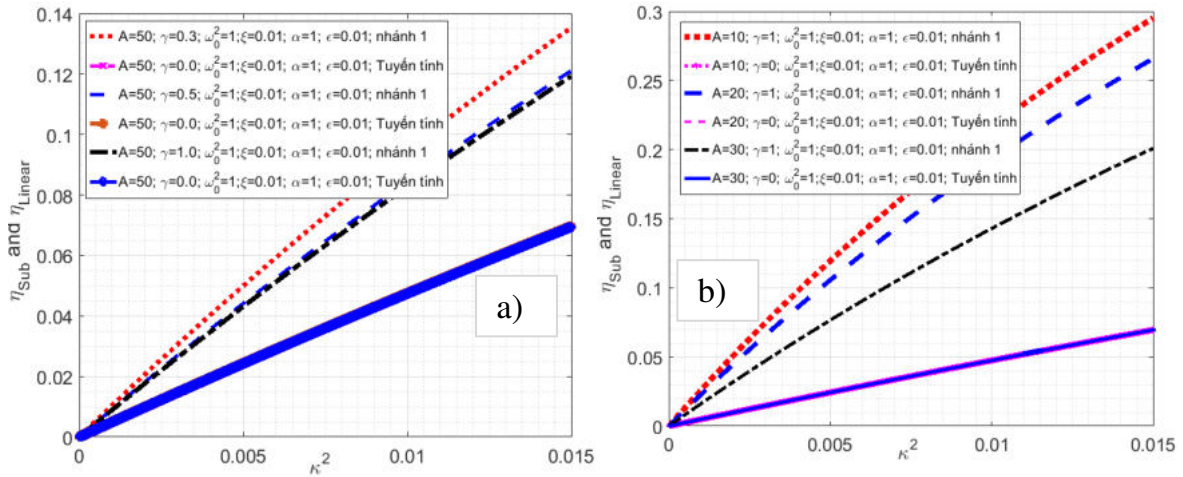 0.14
0.12
0.1
0.08
0.06
0.04
0.02
0
η_Sub and η_Linear
A=50; γ=0.3; ω₀²=1;ξ=0.01; α=1; ϵ=0.01; nhánh 1
A=50; γ=0.0; ω₀²=1;ξ=0.01; α=1; ϵ=0.01; Tuyến tính
A=50; γ=0.5; ω₀²=1;ξ=0.01; α=1; ϵ=0.01; nhánh 1
A=50; γ=0.0; ω₀²=1;ξ=0.01; α=1; ϵ=0.01; Tuyến tính
A=50; γ=1.0; ω₀²=1;ξ=0.01; α=1; ϵ=0.01; nhánh 1
A=50; γ=0.0; ω₀²=1;ξ=0.01; α=1; ϵ=0.01; Tuyến tính
a)
0 0.005 0.01 0.015
κ²
0.3
0.25
0.2
0.15
0.1
0.05
0
η_Sub and η_Linear
A=10; γ=1; ω₀²=1;ξ=0.01; α=1; ϵ=0.01; nhánh 1
A=10; γ=0; ω₀²=1;ξ=0.01; α=1; ϵ=0.01; Tuyến tính
A=20; γ=1; ω₀²=1;ξ=0.01; α=1; ϵ=0.01; nhánh 1
A=20; γ=0; ω₀²=1;ξ=0.01; α=1; ϵ=0.01; Tuyến tính
A=30; γ=1; ω₀²=1;ξ=0.01; α=1; ϵ=0.01; nhánh 1
A=30; γ=0; ω₀²=1;ξ=0.01; α=1; ϵ=0.01; Tuyến tính
b)
0 0.005 0.01 0.015
κ²